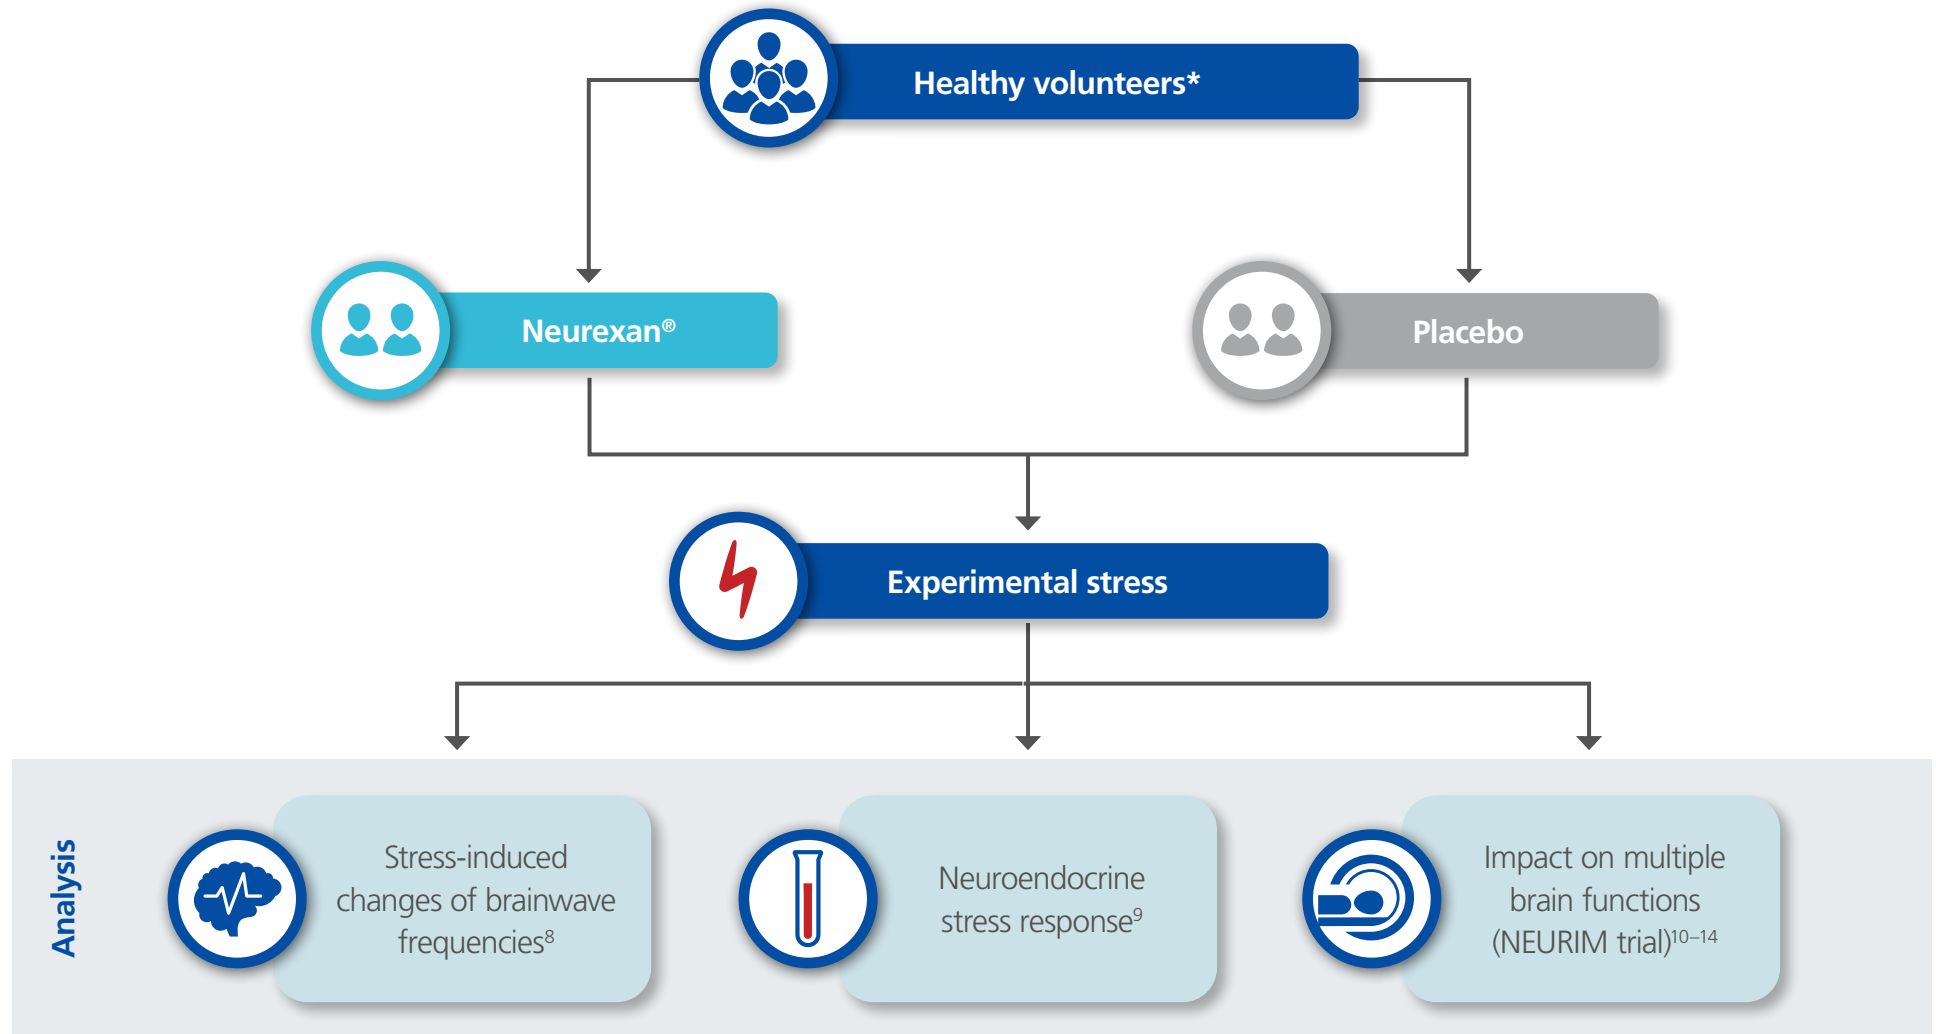 Healthy volunteers*
Neurexan®
Placebo
Experimental stress
Analysis
Stress-induced
changes of brainwave
frequencies⁸
Neuroendocrine
stress response⁹
Impact on multiple
brain functions
(NEURIM trial)¹⁰⁻¹⁴